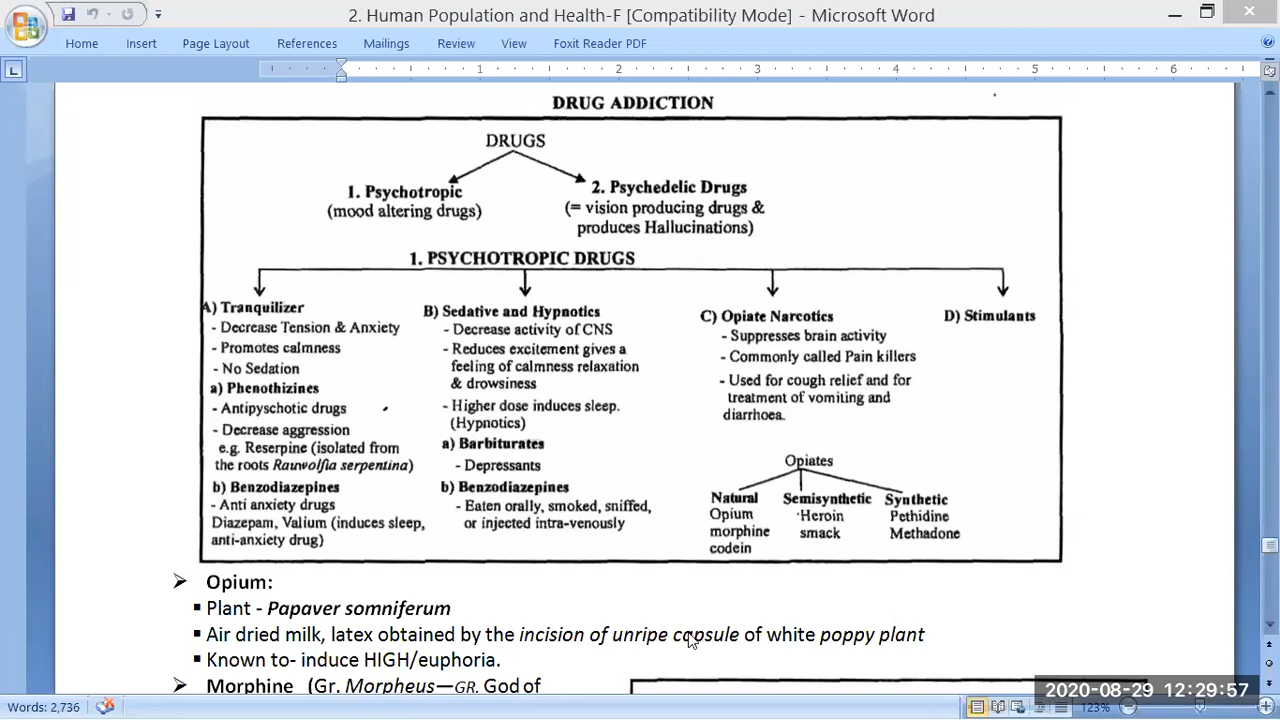 2. Human Population and Health-F [Compatibility Mode] - Microsoft Word
Home Insert Page Layout References Mailings Review View Foxit Reader PDF
1 2 3 4 5 6
DRUG ADDICTION
DRUGS
1. Psychotropic
(mood altering drugs)
2. Psychedelic Drugs
(= vision producing drugs &
produces Hallucinations)
1. PSYCHOTROPIC DRUGS
A) Tranquilizer
- Decrease Tension & Anxiety
- Promotes calmness
- No Sedation
a) Phenothizines
- Antipyschotic drugs
- Decrease aggression
e.g. Reserpine (isolated from
the roots Rauwolfia serpentina)
b) Benzodiazepines
- Anti anxiety drugs
Diazepam, Valium (induces sleep,
anti-anxiety drug)
B) Sedative and Hypnotics
- Decrease activity of CNS
- Reduces excitement gives a
feeling of calmness relaxation
& drowsiness
- Higher dose induces sleep.
(Hypnotics)
a) Barbiturates
- Depressants
b) Benzodiazepines
- Eaten orally, smoked, sniffed,
or injected intra-venously
C) Opiate Narcotics
- Suppresses brain activity
- Commonly called Pain killers
- Used for cough relief and for
treatment of vomiting and
diarrhoea.
Opiates
Natural
Opium
morphine
codein
Semisynthetic
Heroin
smack
Synthetic
Pethidine
Methadone
D) Stimulants
➢ Opium:
▪ Plant - Papaver somniferum
▪ Air dried milk, latex obtained by the incision of unripe capsule of white poppy plant
▪ Known to- induce HIGH/euphoria.
➢ Morphine (Gr. Morpheus—GR. God of
2020-08-29 12:29:57
Words: 2,736
123%